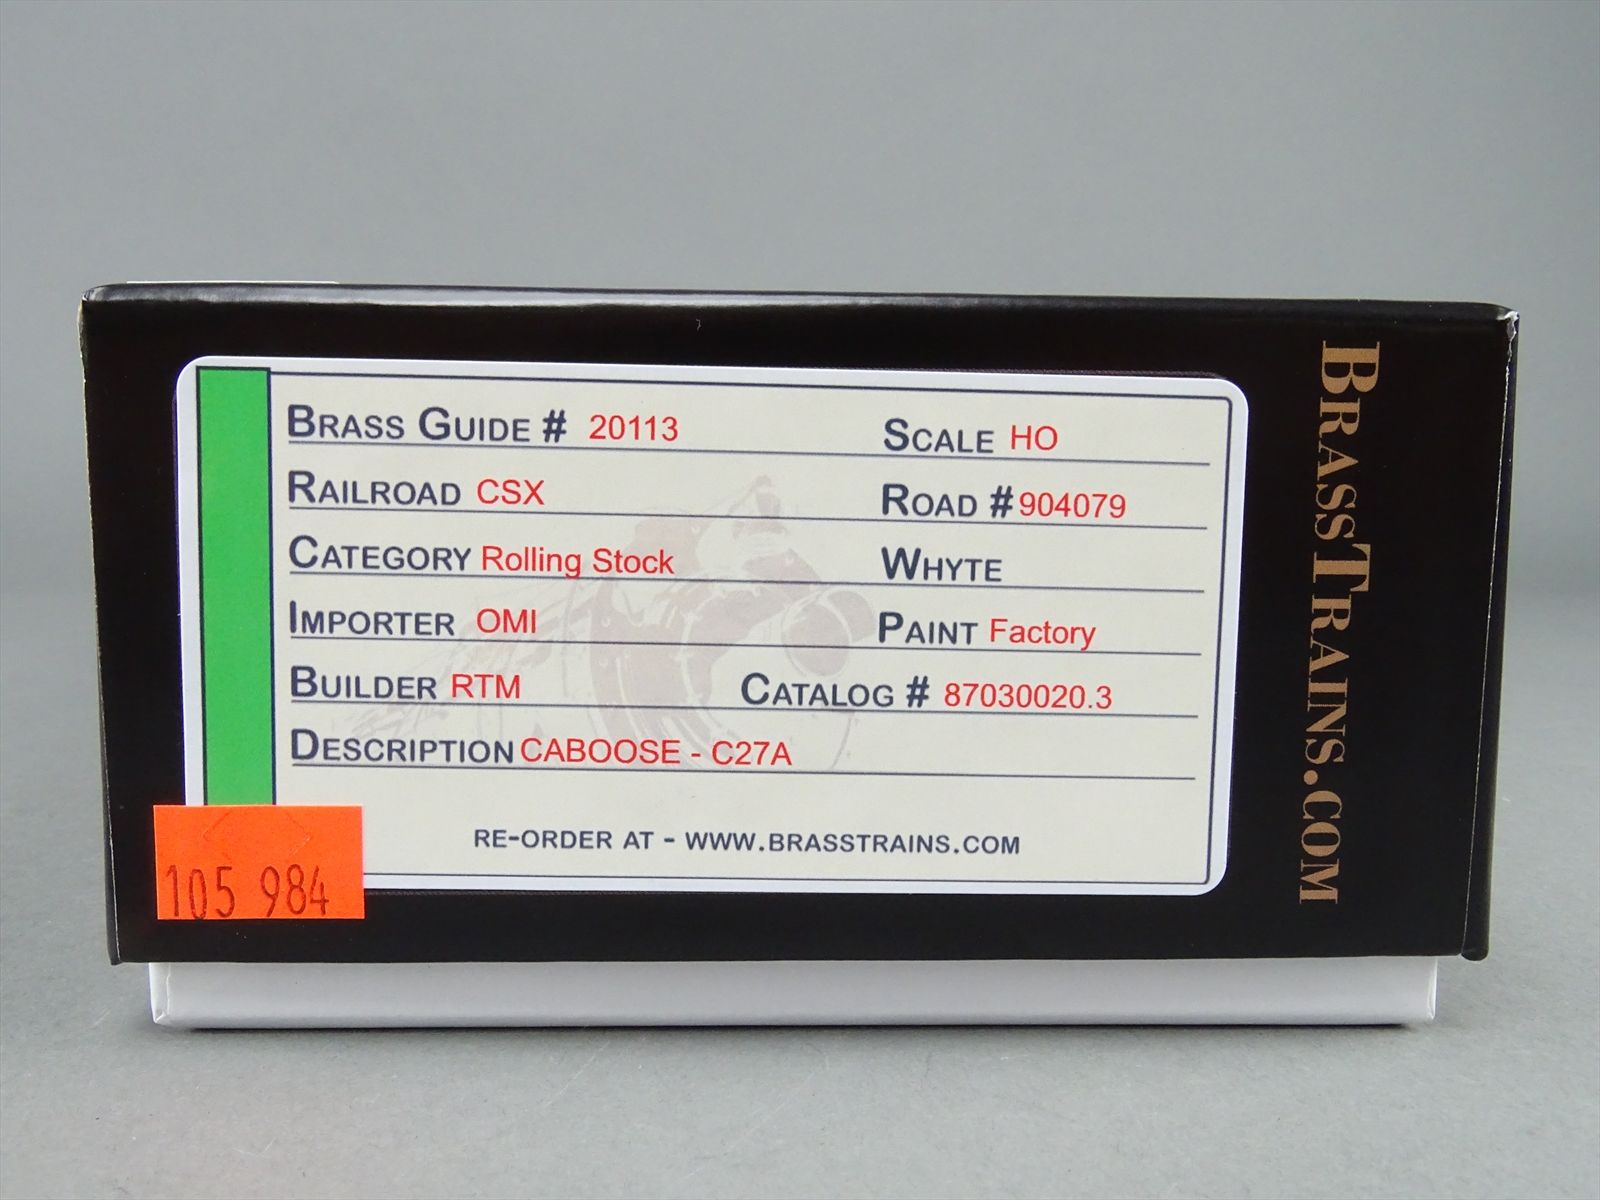 BRASS GUIDE # 20113 SCALE HO
RAILROAD CSX ROAD # 904079
CATEGORY Rolling Stock WHYTE
IMPORTER OMI PAINT Factory
BUILDER RTM CATALOG # 87030020.3
DESCRIPTION CABOOSE - C27A
RE-ORDER AT - WWW.BRASSTRAINS.COM
105 984
BRASSTRAINS.COM